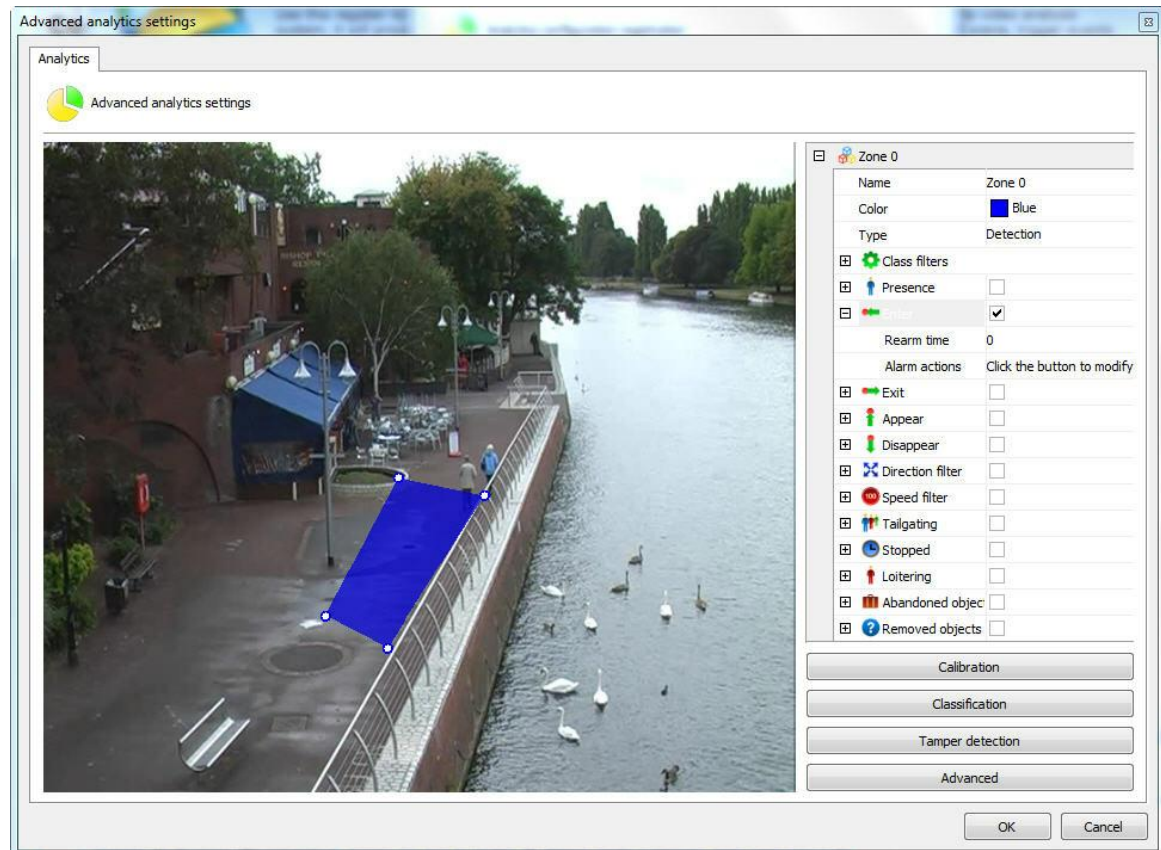 Advanced analytics settings
Analytics
Advanced analytics settings
Zone 0
Name Zone 0
Color Blue
Type Detection
Class filters
Presence
Enter
Rearm time 0
Alarm actions Click the button to modify
Exit
Appear
Disappear
Direction filter
100 Speed filter
Tailgating
Stopped
Loitering
Abandoned objec
? Removed objects
Calibration
Classification
Tamper detection
Advanced
OK Cancel